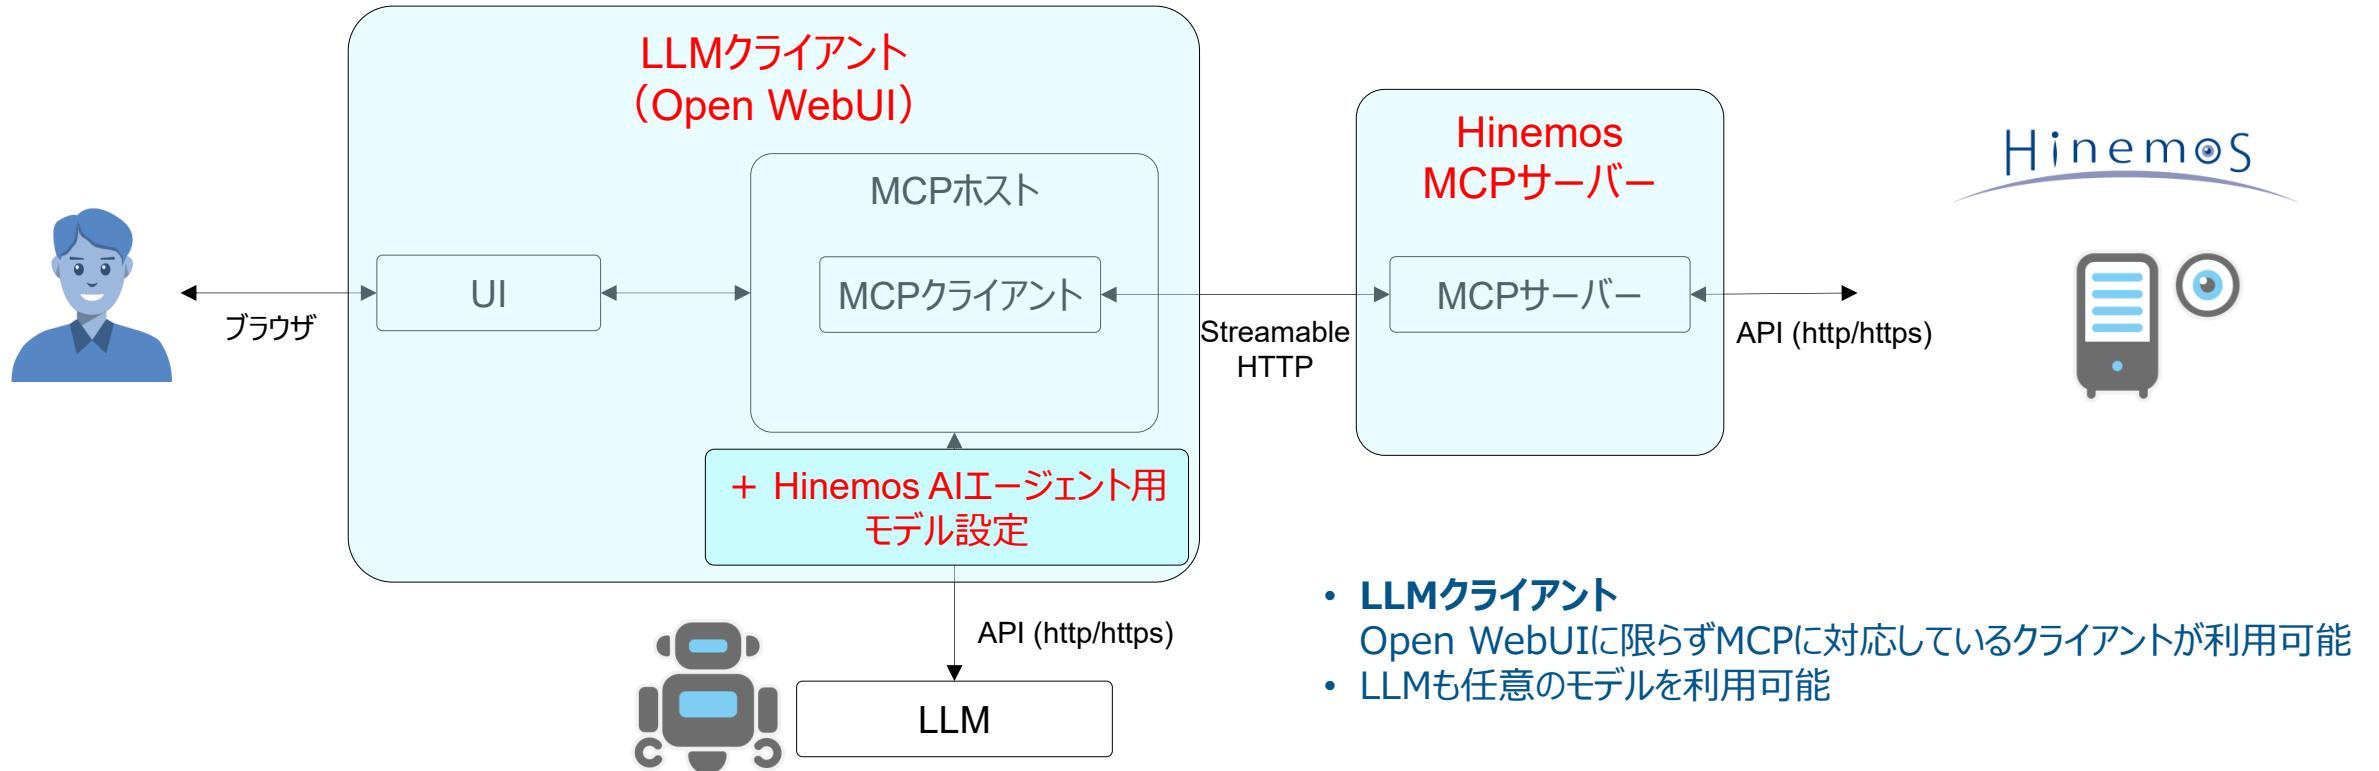 LLMクライアント
（Open WebUI）
MCPホスト
UI
MCPクライアント
ブラウザ
Streamable
HTTP
Hinemos
MCPサーバー
MCPサーバー
API (http/https)
Hinemos
＋ Hinemos AIエージェント用
モデル設定
API (http/https)
LLM
• LLMクライアント
Open WebUIに限らずMCPに対応しているクライアントが利用可能
• LLMも任意のモデルを利用可能